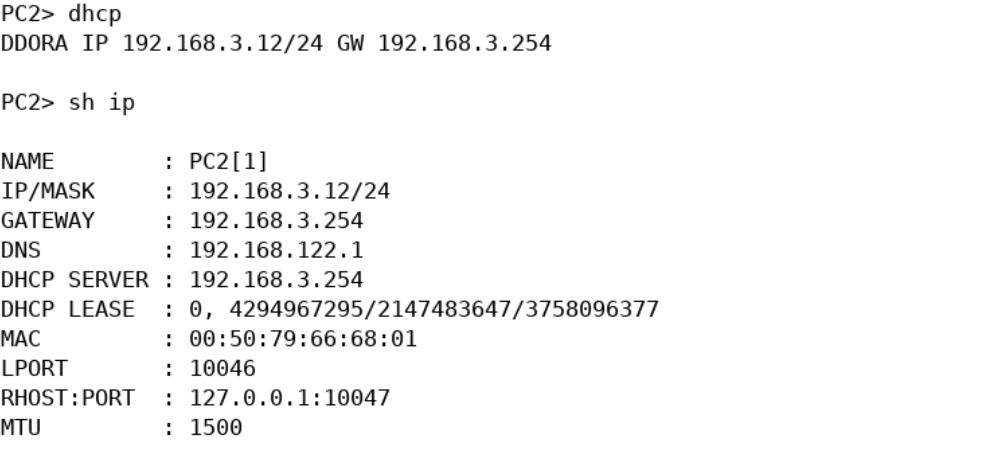 PC2> dhcp
DDORA IP 192.168.3.12/24 GW 192.168.3.254
PC2> sh ip
NAME        : PC2[1]
IP/MASK     : 192.168.3.12/24
GATEWAY     : 192.168.3.254
DNS         : 192.168.122.1
DHCP SERVER : 192.168.3.254
DHCP LEASE  : 0, 4294967295/2147483647/3758096377
MAC         : 00:50:79:66:68:01
LPORT       : 10046
RHOST:PORT  : 127.0.0.1:10047
MTU         : 1500